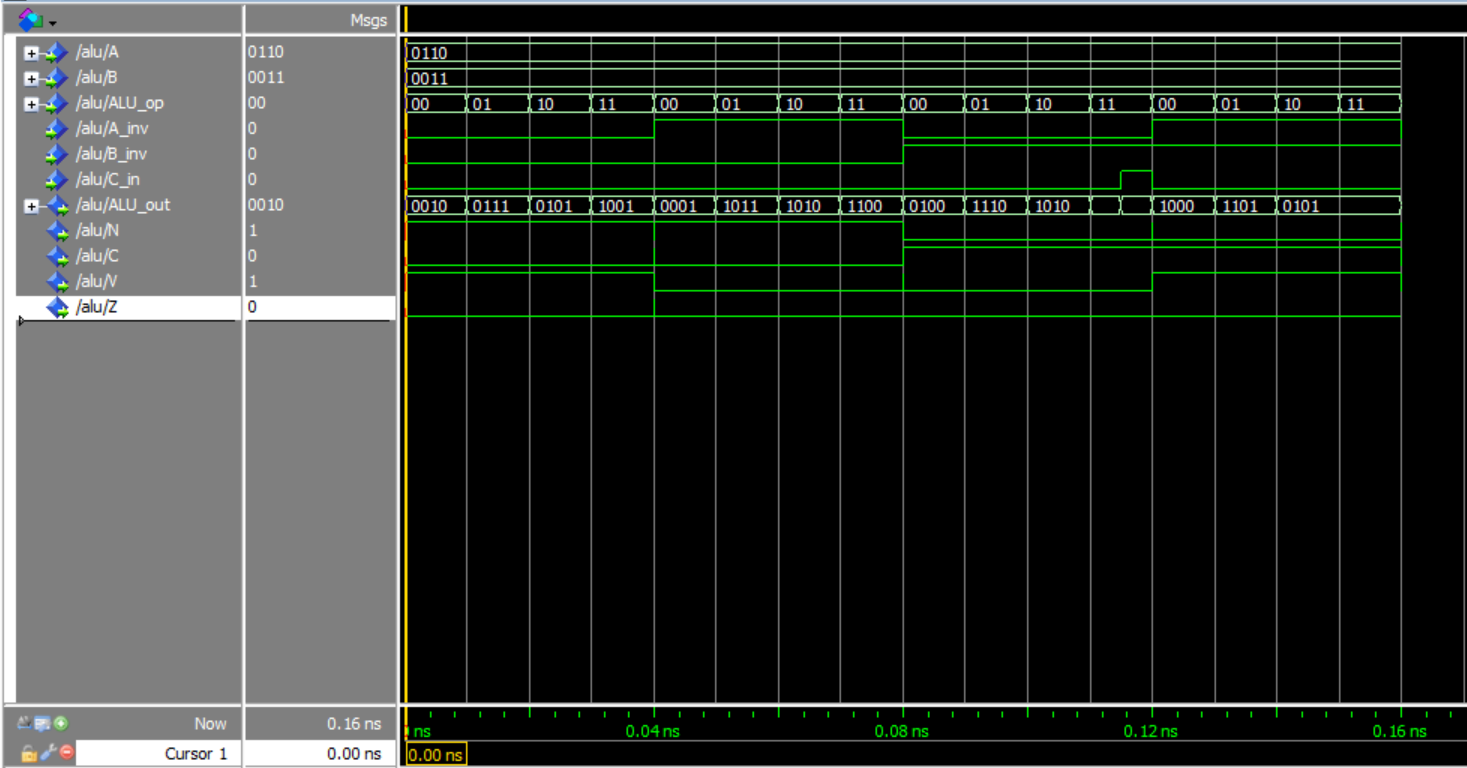 Msgs
/alu/A 0110 0110
/alu/B 0011 0011
/alu/ALU_op 00 00 01 10 11 00 01 10 11 00 01 10 11 00 01 10 11
/alu/A_inv 0
/alu/B_inv 0
/alu/C_in 0
/alu/ALU_out 0010 0010 0111 0101 1001 0001 1011 1010 1100 0100 1110 1010 1000 1101 0101
/alu/N 1
/alu/C 0
/alu/V 1
/alu/Z 0
Now 0.16 ns ns 0.04 ns 0.08 ns 0.12 ns 0.16 ns
Cursor 1 0.00 ns 0.00 ns